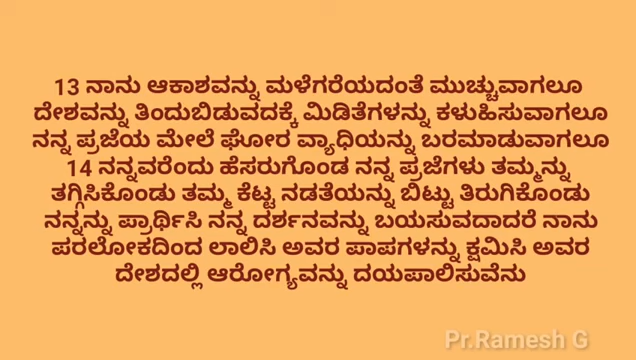 13 ನಾನು ಆಕಾಶವನ್ನು ಮಳೆಗರೆಯದಂತೆ ಮುಚ್ಚುವಾಗಲೂ
ದೇಶವನ್ನು ತಿಂದುಬಿಡುವದಕ್ಕೆ ಮಿಡಿತೆಗಳನ್ನು ಕಳುಹಿಸುವಾಗಲೂ
ನನ್ನ ಪ್ರಜೆಯ ಮೇಲೆ ಘೋರ ವ್ಯಾಧಿಯನ್ನು ಬರಮಾಡುವಾಗಲೂ
14 ನನ್ನವರೆಂದು ಹೆಸರುಗೊಂಡ ನನ್ನ ಪ್ರಜೆಗಳು ತಮ್ಮನ್ನು
ತಗ್ಗಿಸಿಕೊಂಡು ತಮ್ಮ ಕೆಟ್ಟ ನಡತೆಯನ್ನು ಬಿಟ್ಟು ತಿರುಗಿಕೊಂಡು
ನನ್ನನ್ನು ಪ್ರಾರ್ಥಿಸಿ ನನ್ನ ದರ್ಶನವನ್ನು ಬಯಸುವದಾದರೆ ನಾನು
ಪರಲೋಕದಿಂದ ಲಾಲಿಸಿ ಅವರ ಪಾಪಗಳನ್ನು ಕ್ಷಮಿಸಿ ಅವರ
ದೇಶದಲ್ಲಿ ಆರೋಗ್ಯವನ್ನು ದಯಪಾಲಿಸುವೆನು
Pr.Ramesh G